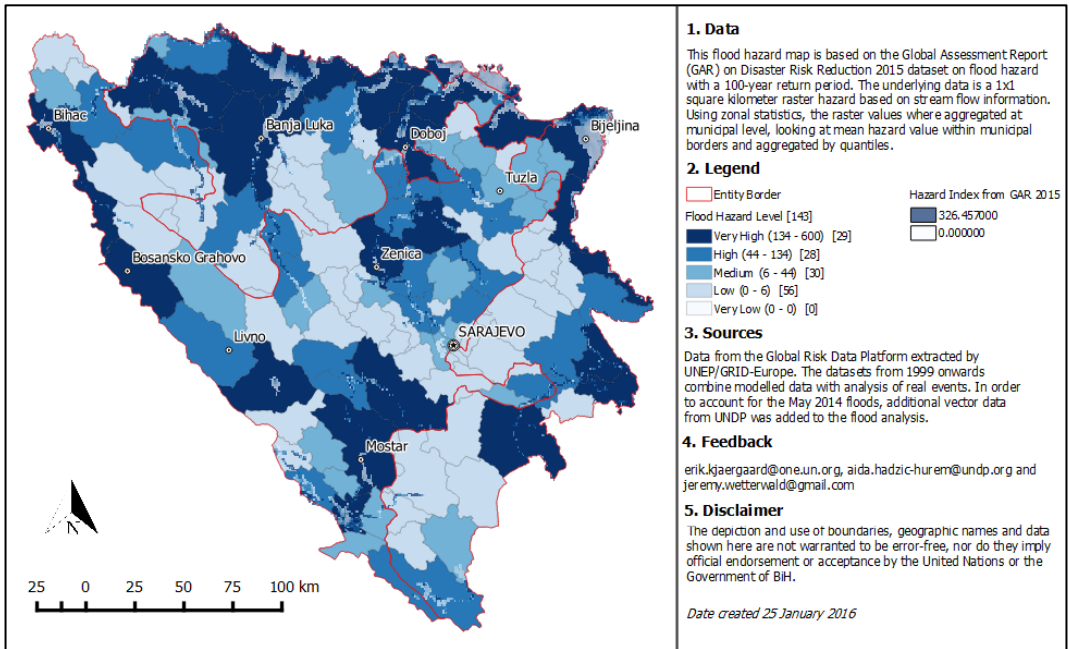 Bihac
Banja Luka
Doboj
Bijeljina
Tuzla
Bosansko Grahovo
Zenica
SARAJEVO
Livno
Mostar
N
25 0 25 50 75 100 km
1. Data
This flood hazard map is based on the Global Assessment Report
(GAR) on Disaster Risk Reduction 2015 dataset on flood hazard
with a 100-year return period. The underlying data is a 1x1
square kilometer raster hazard based on stream flow information.
Using zonal statistics, the raster values where aggregated at
municipal level, looking at mean hazard value within municipal
borders and aggregated by quantiles.
2. Legend
Entity Border
Flood Hazard Level [143]
Very High (134 - 600) [29]
High (44 - 134) [28]
Medium (6 - 44) [30]
Low (0 - 6) [56]
Very Low (0 - 0) [0]
Hazard Index from GAR 2015
326.457000
0.000000
3. Sources
Data from the Global Risk Data Platform extracted by
UNEP/GRID-Europe. The datasets from 1999 onwards
combine modelled data with analysis of real events. In order
to account for the May 2014 floods, additional vector data
from UNDP was added to the flood analysis.
4. Feedback
erik.kjaergaard@one.un.org, aida.hadzic-hurem@undp.org and
jeremy.wetterwald@gmail.com
5. Disclaimer
The depiction and use of boundaries, geographic names and data
shown here are not warranted to be error-free, nor do they imply
official endorsement or acceptance by the United Nations or the
Government of BiH.
Date created 25 January 2016